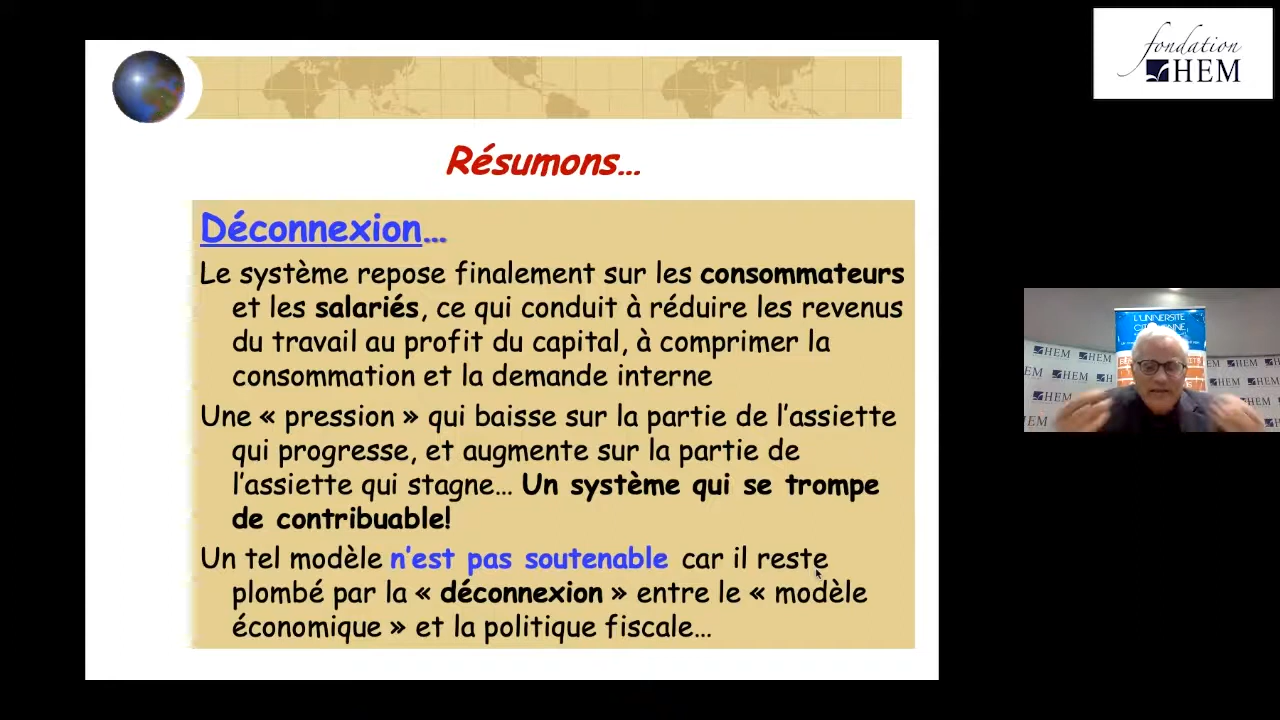 fondation
HEM
Résumons…
Déconnexion…
Le système repose finalement sur les consommateurs
et les salariés, ce qui conduit à réduire les revenus
du travail au profit du capital, à comprimer la
consommation et la demande interne
Une « pression » qui baisse sur la partie de l’assiette
qui progresse, et augmente sur la partie de
l’assiette qui stagne… Un système qui se trompe
de contribuable!
Un tel modèle n’est pas soutenable car il reste
plombé par la « déconnexion » entre le « modèle
économique » et la politique fiscale…
L'UNIVERSITÉ
HEM
HEM
HEM
HEM
HEM
HEM
HEM